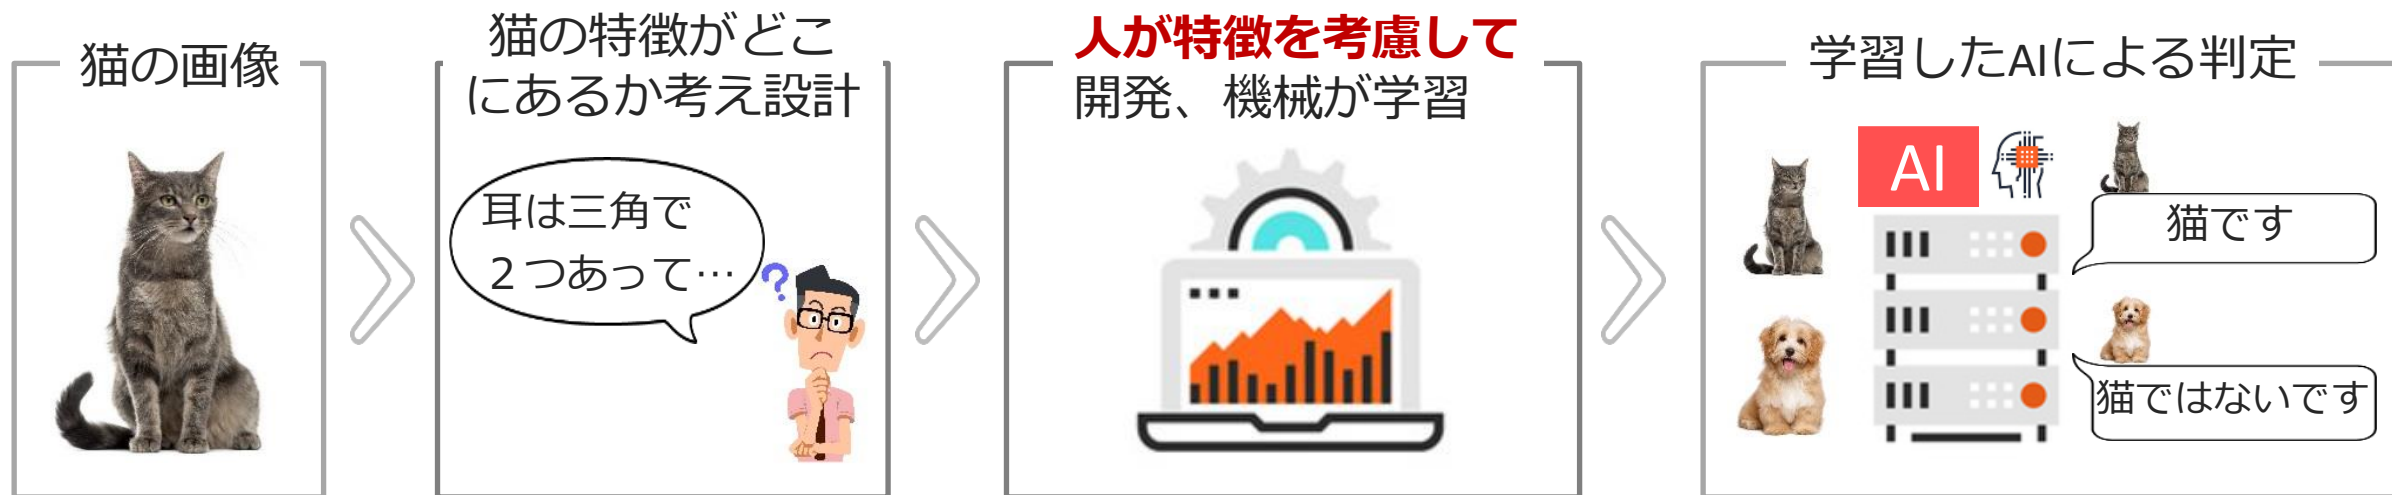 猫の画像
猫の特徴がどこ
にあるか考え設計
耳は三角で
２つあって…
?
人が特徴を考慮して
開発、機械が学習
学習したAIによる判定
AI
猫です
猫ではないです